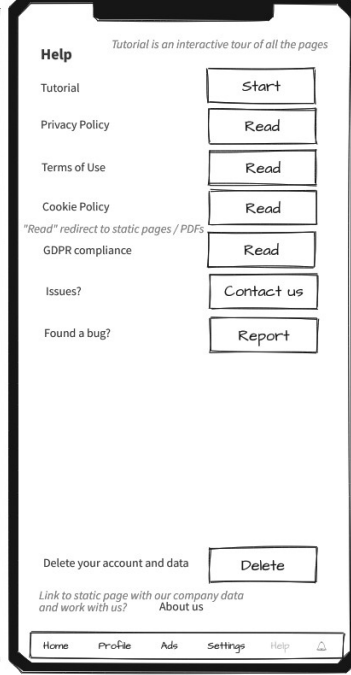 Tutorial is an interactive tour of all the pages
Help
Tutorial Start
Privacy Policy Read
Terms of Use Read
Cookie Policy Read
"Read" redirect to static pages / PDFs
GDPR compliance Read
Issues? Contact us
Found a bug? Report
Delete your account and data Delete
Link to static page with our company data
and work with us? About us
Home Profile Ads Settings Help